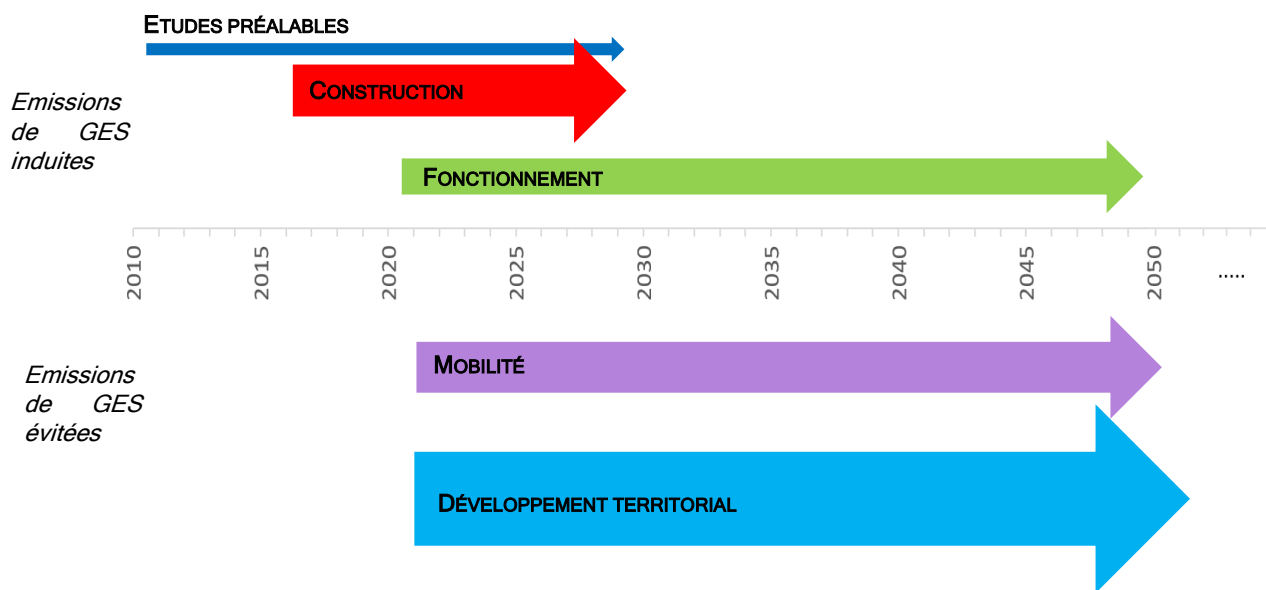 ETUDES PRÉALABLES
CONSTRUCTION
Emissions
de GES
induites
FONCTIONNEMENT
2010 2015 2020 2025 2030 2035 2040 2045 2050 .....
MOBILITÉ
Emissions
de GES
évitées
DÉVELOPPEMENT TERRITORIAL